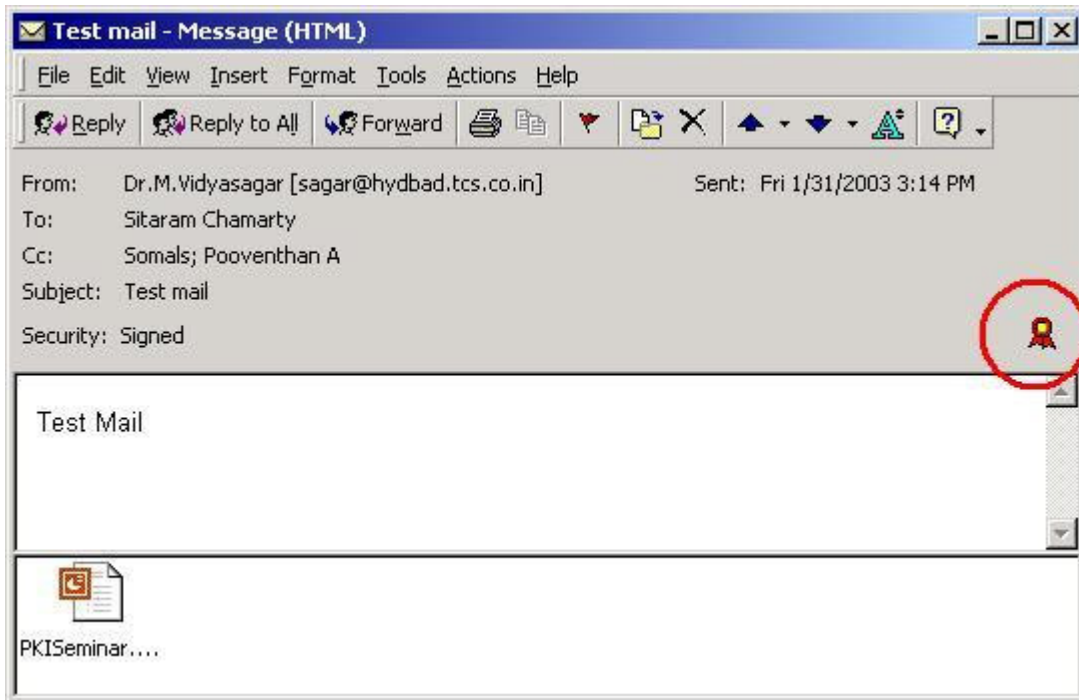 Test mail - Message (HTML)
File Edit View Insert Format Tools Actions Help
Reply Reply to All Forward
From: Dr.M.Vidyasagar [sagar@hydbad.tcs.co.in] Sent: Fri 1/31/2003 3:14 PM
To: Sitaram Chamarty
Cc: Somals; Pooventhan A
Subject: Test mail
Security: Signed
Test Mail
PKISeminar....